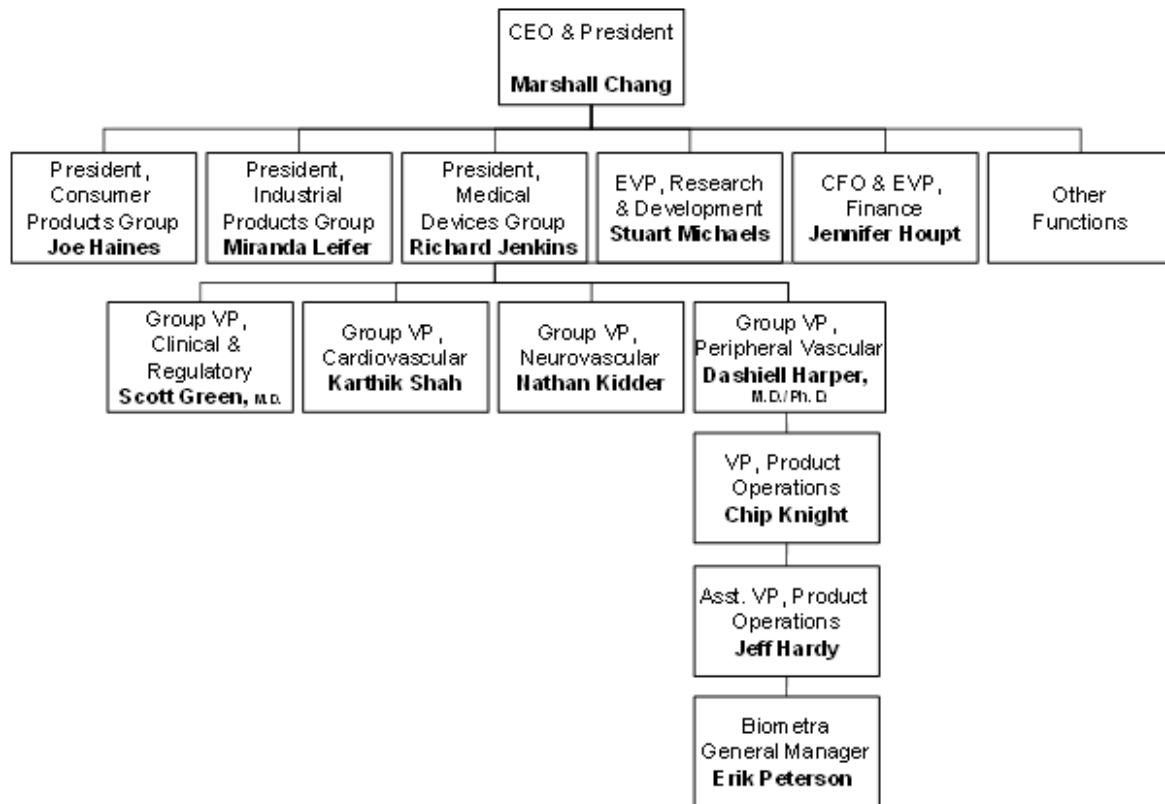 CEO & President
Marshall Chang
President,
Consumer
Products Group
Joe Haines
President,
Industrial
Products Group
Miranda Leifer
President,
Medical
Devices Group
Richard Jenkins
EVP, Research
& Development
Stuart Michaels
CFO & EVP,
Finance
Jennifer Houpt
Other
Functions
Group VP,
Clinical &
Regulatory
Scott Green, M.D.
Group VP,
Cardiovascular
Karthik Shah
Group VP,
Neurovascular
Nathan Kidder
Group VP,
Peripheral Vascular
Dashiell Harper,
M.D./Ph.D.
VP, Product
Operations
Chip Knight
Asst. VP, Product
Operations
Jeff Hardy
Biometra
General Manager
Erik Peterson